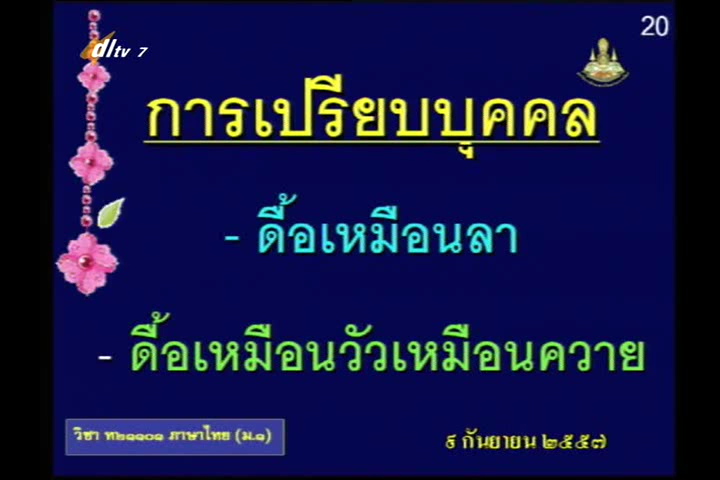 20
dltv 7
การเปรียบบุคคล
- ดื้อเหมือนลา
- ดื้อเหมือนวัวเหมือนควาย
วิชา ท๒๑๑๐๑ ภาษาไทย (ม.๑)
๙ กันยายน ๒๕๕๗